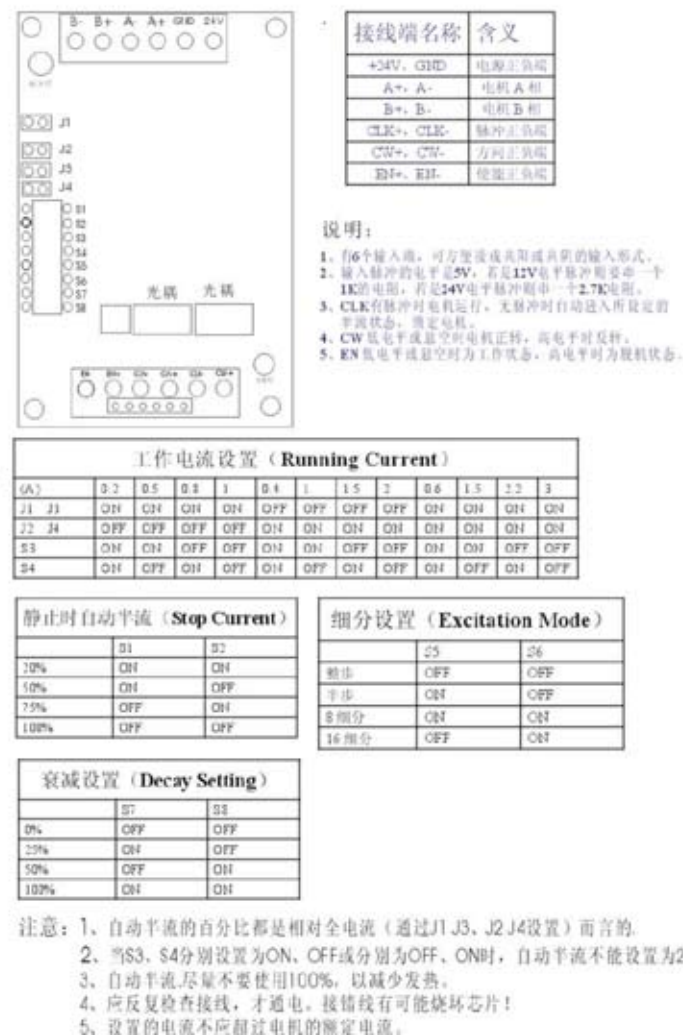 B- B+ A- A+ GND 24V
J1
J2
J3
J4
S1
S2
S3
S4
S5
S6
S7
S8
光耦 光耦
接线端名称 含义
+24V、GND 电源正负端
A+、A- 电机A相
B+、B- 电机B相
CLK+、CLK- 脉冲正负端
CW+、CW- 方向正负端
EN+、EN- 使能正负端
说明：
1、有6个输入端，可方便接成共阳或共阴的输入形式。
2、输入脉冲的电平是5V，若是12V电平脉冲则要串一个
1K的电阻，若是24V电平脉冲则串一个2.7K电阻。
3、CLK有脉冲时电机运行，无脉冲时自动进入所设定的
半流状态，锁定电机。
4、CW低电平或悬空时电机正转，高电平时反转。
5、EN低电平或悬空时为工作状态，高电平时为脱机状态。
工作电流设置（Running Current）
(A) 0.2 0.5 0.8 1 0.4 1 1.5 2 0.6 1.5 2.2 3
ON ON ON ON OFF OFF OFF OFF ON ON ON ON
J2 J4 OFF OFF OFF OFF ON ON ON ON ON ON ON ON
S3 ON ON OFF OFF ON ON OFF OFF ON ON OFF OFF
S4 ON OFF ON OFF ON OFF ON OFF ON OFF ON OFF
静止时自动半流（Stop Current）
S1 S2
20% ON ON
50% ON OFF
75% OFF ON
100% OFF OFF
细分设置（Excitation Mode）
S5 S6
整步 OFF OFF
半步 ON OFF
8细分 ON ON
16细分 OFF ON
衰减设置（Decay Setting）
S7 S8
0% OFF OFF
25% ON OFF
50% OFF ON
100% ON ON
注意：1、自动半流的百分比都是相对全电流（通过J1 J3、J2 J4设置）而言的.
2、当S3、S4分别设置为ON、OFF或分别为OFF、ON时，自动半流不能设置为2
3、自动半流.尽量不要使用100%，以减少发热。
4、应反复检查接线，才通电。接错线有可能烧坏芯片！
5、设置的电流不应超过电机的额定电流。